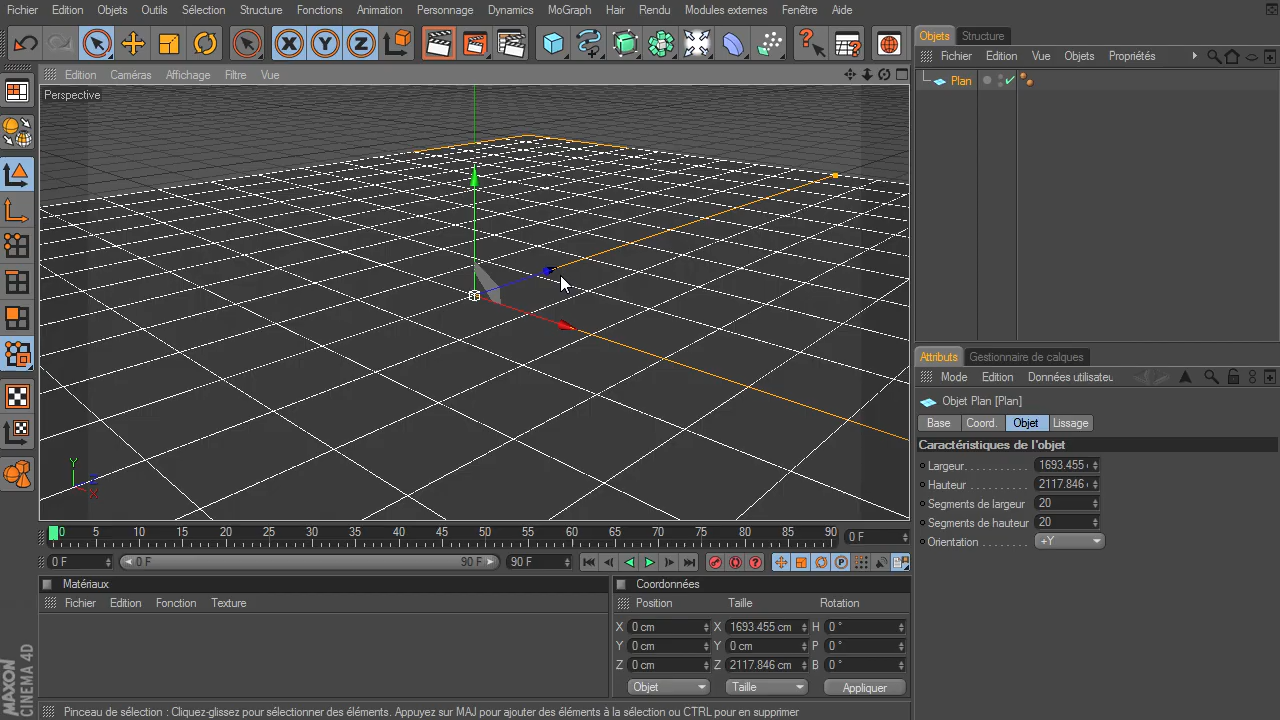 Fichier Edition Objets Outils Sélection Structure Fonctions Animation Personnage Dynamics MoGraph Hair Rendu Modules externes Fenêtre Aide
X Y Z
Objets Structure
Fichier Edition Vue Objets Propriétés
Edition Caméras Affichage Filtre Vue
Perspective
Plan
Attributs Gestionnaire de calques
Mode Edition Données utilisateu
Objet Plan [Plan]
Base Coord. Objet Lissage
Caractéristiques de l'objet
Largeur. . . . . . . . . . 1693.455
Hauteur . . . . . . . . . . 2117.846
Segments de largeur 20
Segments de hauteur 20
Orientation . . . . . . . +Y
Y
Z
X
0 5 10 15 20 25 30 35 40 45 50 55 60 65 70 75 80 85 90 0 F
0 F 0 F 90 F 90 F
Matériaux
Fichier Edition Fonction Texture
Coordonnées
Position Taille Rotation
X 0 cm X 1693.455 cm H 0 °
Y 0 cm Y 0 cm P 0 °
Z 0 cm Z 2117.846 cm B 0 °
Objet Taille Appliquer
MAXON
CINEMA 4D
Pinceau de sélection : Cliquez-glissez pour sélectionner des éléments. Appuyez sur MAJ pour ajouter des éléments à la sélection ou CTRL pour en supprimer